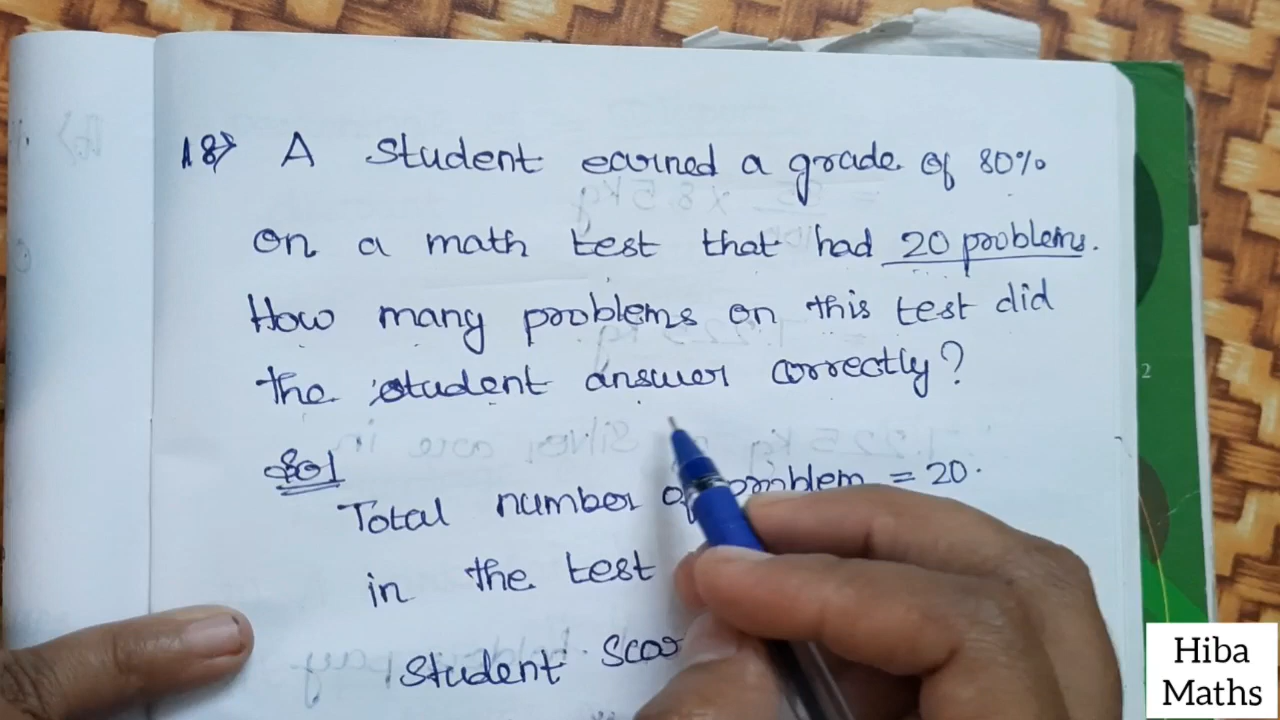 18) A student earned a grade of 80%
on a math test that had 20 problems.
How many problems on this test did
the student answer correctly?
Sol
Total number of problem = 20.
in the test
Student Scor
2
Hiba
Maths